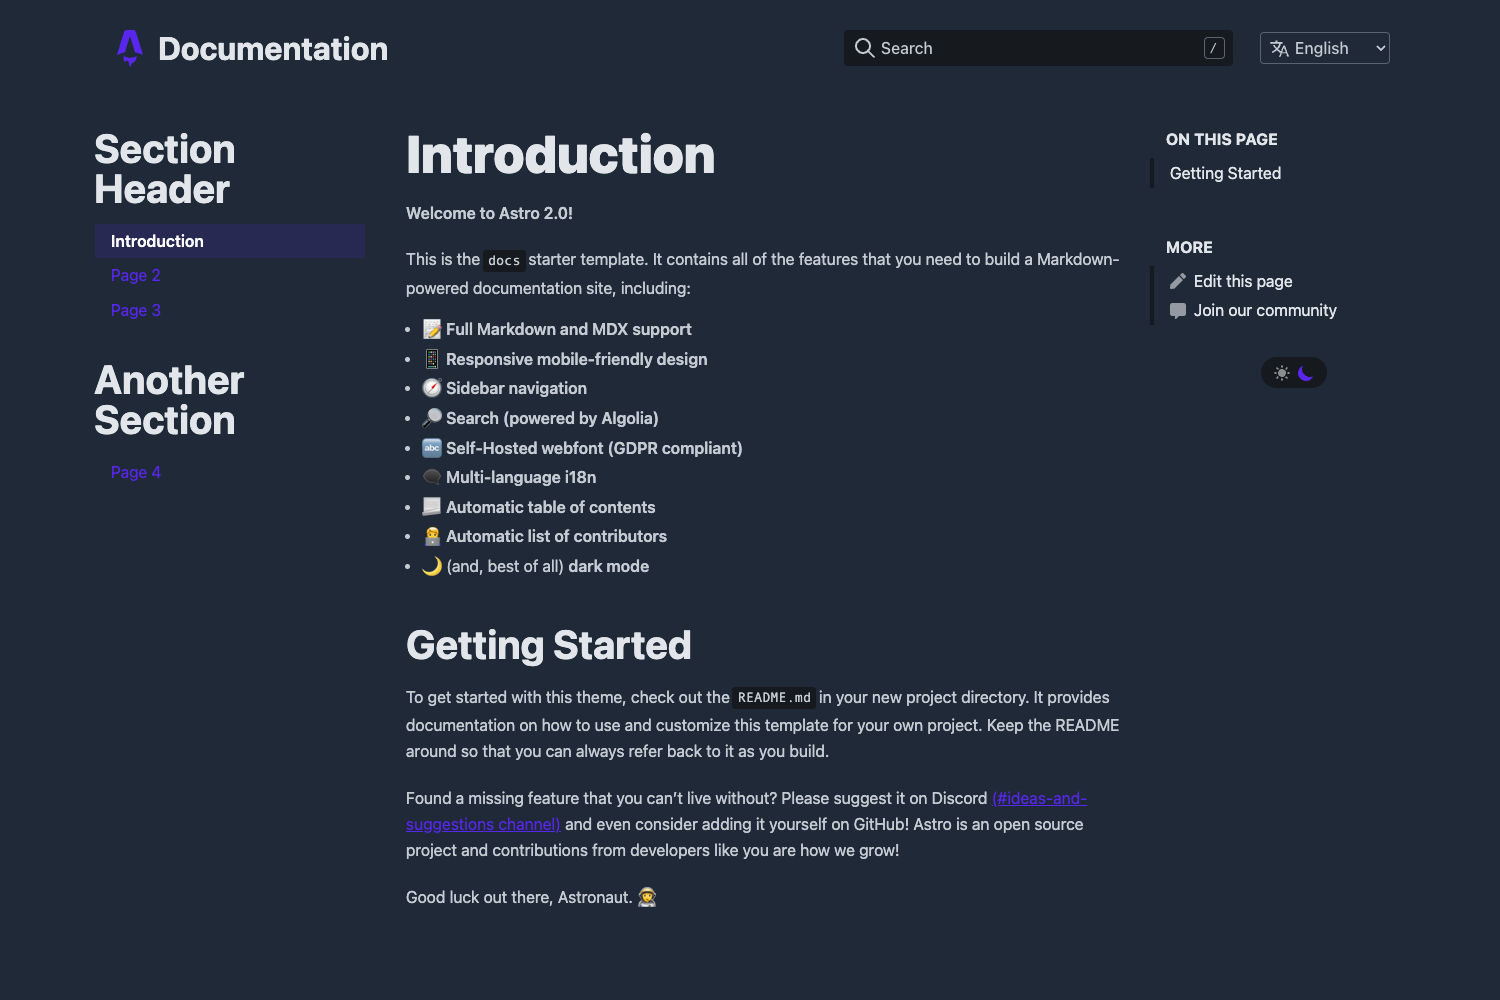 Documentation
Search
/
English
Section
Header
Introduction
Page 2
Page 3
Another
Section
Page 4
Introduction
Welcome to Astro 2.0!
This is the docs starter template. It contains all of the features that you need to build a Markdown-
powered documentation site, including:
• 📝 Full Markdown and MDX support
• 📱 Responsive mobile-friendly design
• 🧭 Sidebar navigation
• 🔎 Search (powered by Algolia)
• 🔤 Self-Hosted webfont (GDPR compliant)
• 🗨 Multi-language i18n
• 📃 Automatic table of contents
• 👨‍💻 Automatic list of contributors
• 🌙 (and, best of all) dark mode
Getting Started
To get started with this theme, check out the README.md in your new project directory. It provides
documentation on how to use and customize this template for your own project. Keep the README
around so that you can always refer back to it as you build.
Found a missing feature that you can’t live without? Please suggest it on Discord (#ideas-and-
suggestions channel) and even consider adding it yourself on GitHub! Astro is an open source
project and contributions from developers like you are how we grow!
Good luck out there, Astronaut. 🧑‍🚀
ON THIS PAGE
Getting Started
MORE
Edit this page
Join our community